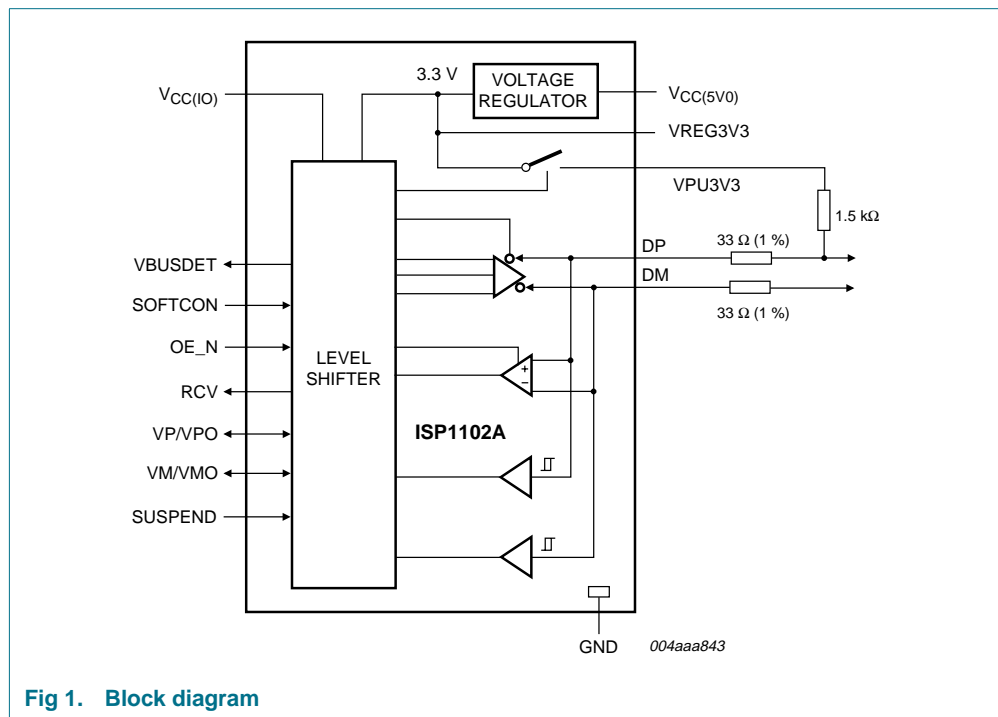 3.3 V
VOLTAGE
REGULATOR
VCC(IO)
VCC(5V0)
VREG3V3
VPU3V3
1.5 kΩ
33 Ω (1 %)
DP
DM
33 Ω (1 %)
VBUSDET
SOFTCON
OE_N
RCV
VP/VPO
VM/VMO
SUSPEND
LEVEL
SHIFTER
+
−
ISP1102A
GND
004aaa843
Fig 1. Block diagram